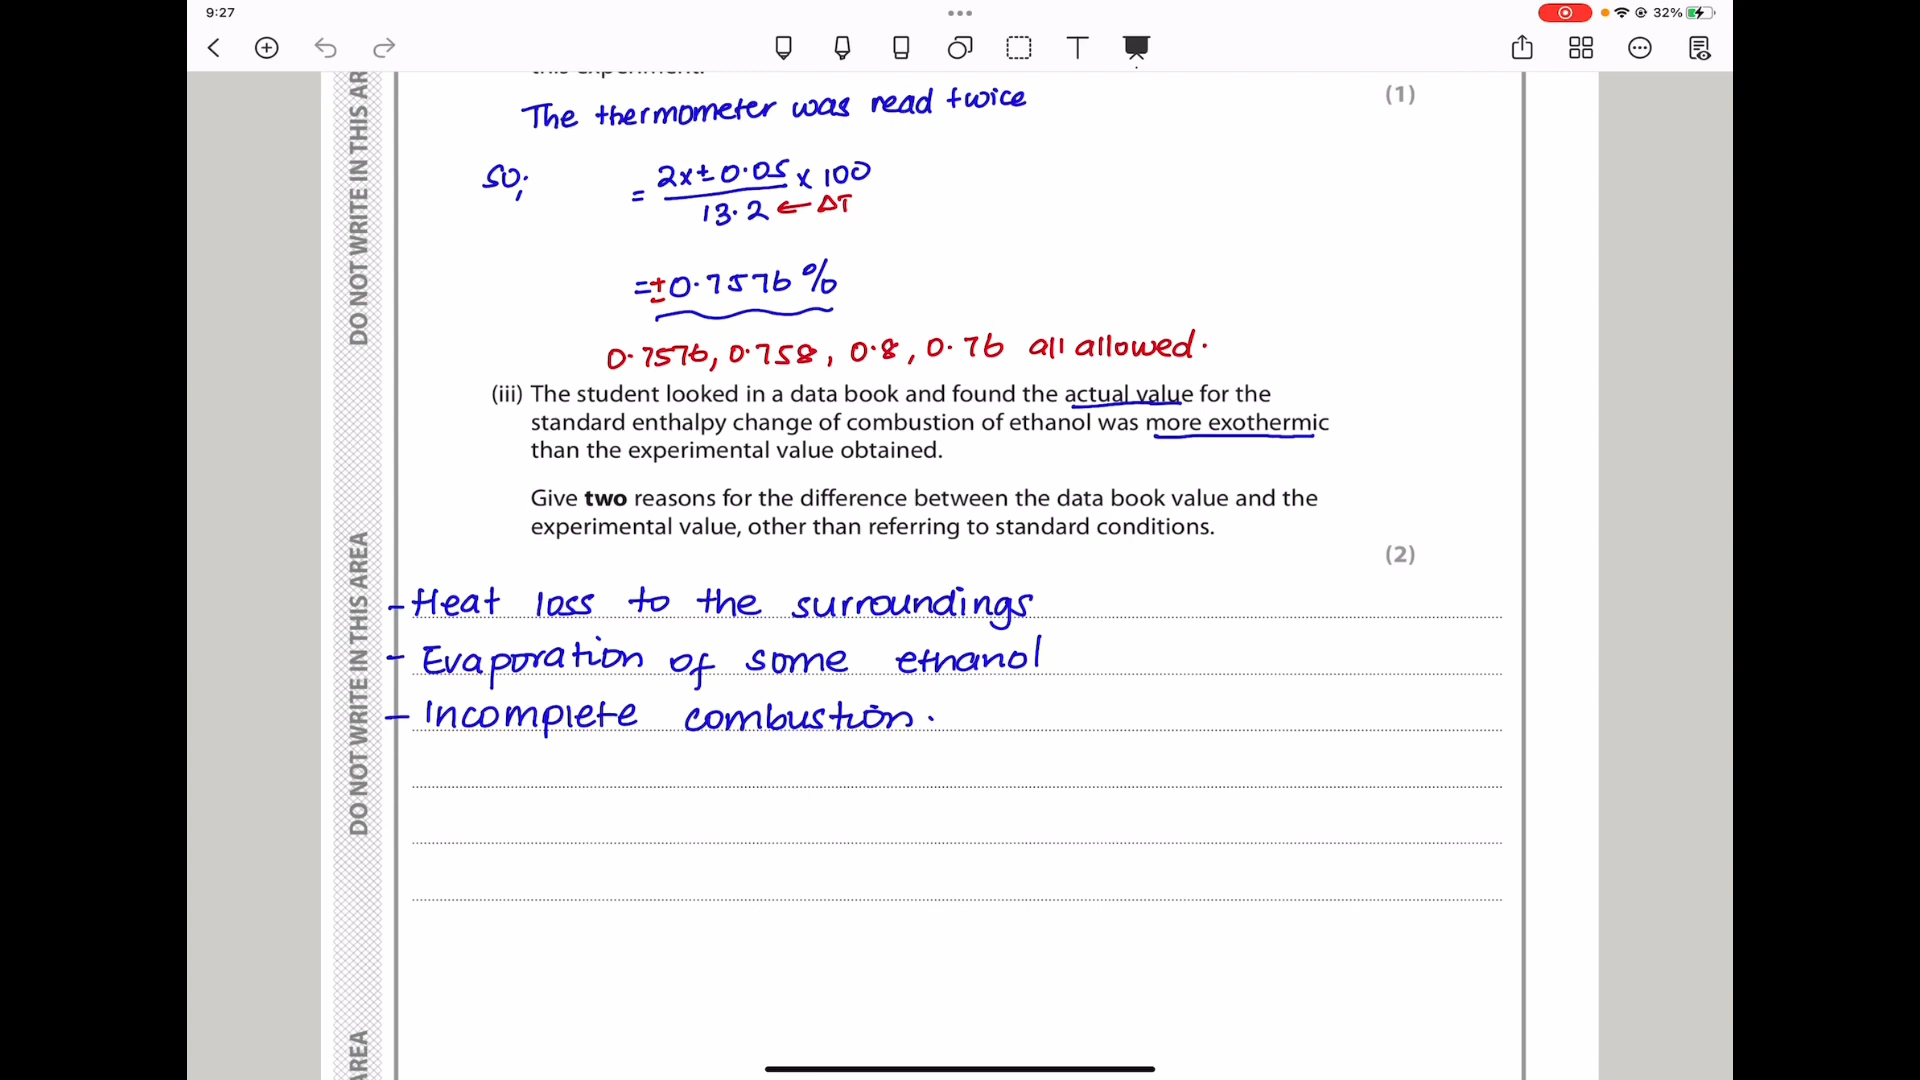 9:27
32%
The thermometer was read twice
(1)
SO;
= 2x±0.05 x 100
13.2 ← ΔT
=±0.7576%
0.7576, 0.758, 0.8, 0.76 all allowed.
(iii) The student looked in a data book and found the actual value for the
standard enthalpy change of combustion of ethanol was more exothermic
than the experimental value obtained.
Give two reasons for the difference between the data book value and the
experimental value, other than referring to standard conditions.
(2)
- Heat loss to the surroundings
- Evaporation of some ethanol
- Incomplete combustion.
DO NOT WRITE IN THIS AR
DO NOT WRITE IN THIS AREA
AREA